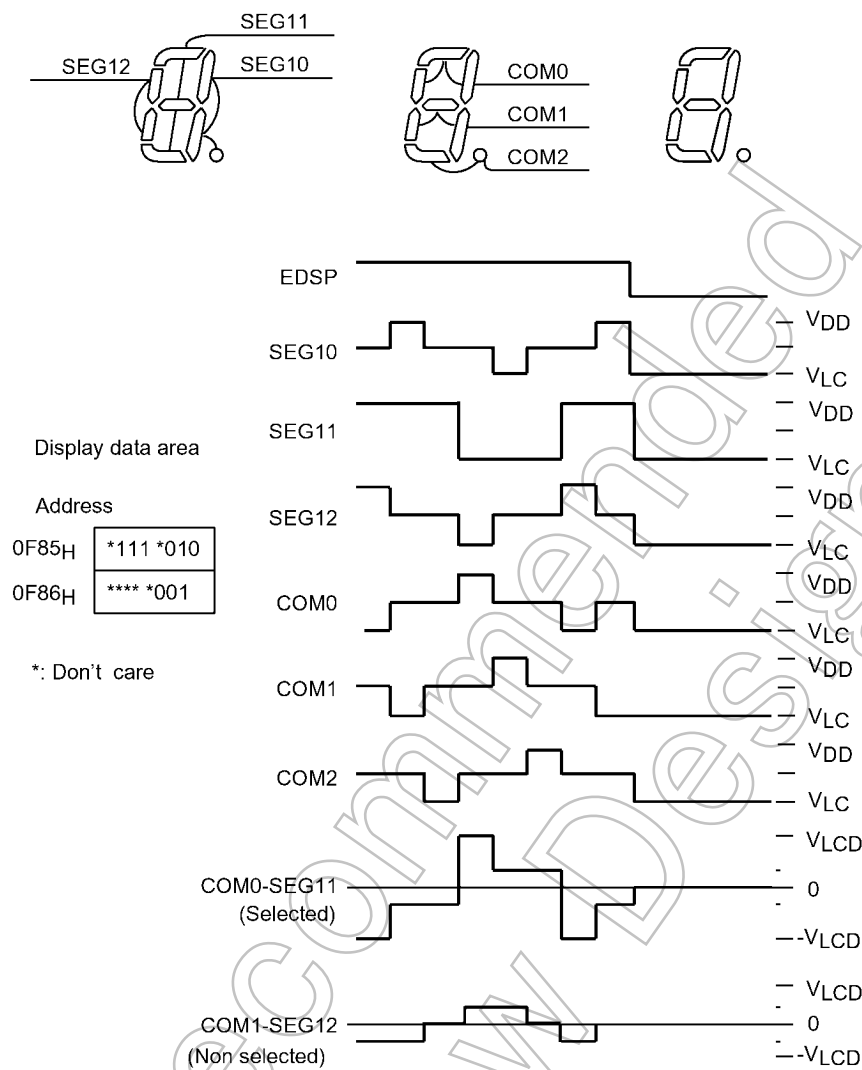 SEG11
SEG12
SEG10
COM0
COM1
COM2
EDSP
SEG10
VDD
VLC
SEG11
VDD
VLC
Display data area
SEG12
VDD
VLC
Address
0F85H *111 *010
0F86H **** *001
COM0
VDD
VLC
*: Don't care
COM1
VDD
VLC
COM2
VDD
VLC
COM0-SEG11
(Selected)
VLCD
0
-VLCD
COM1-SEG12
(Non selected)
VLCD
0
-VLCD
ecommended
w Design